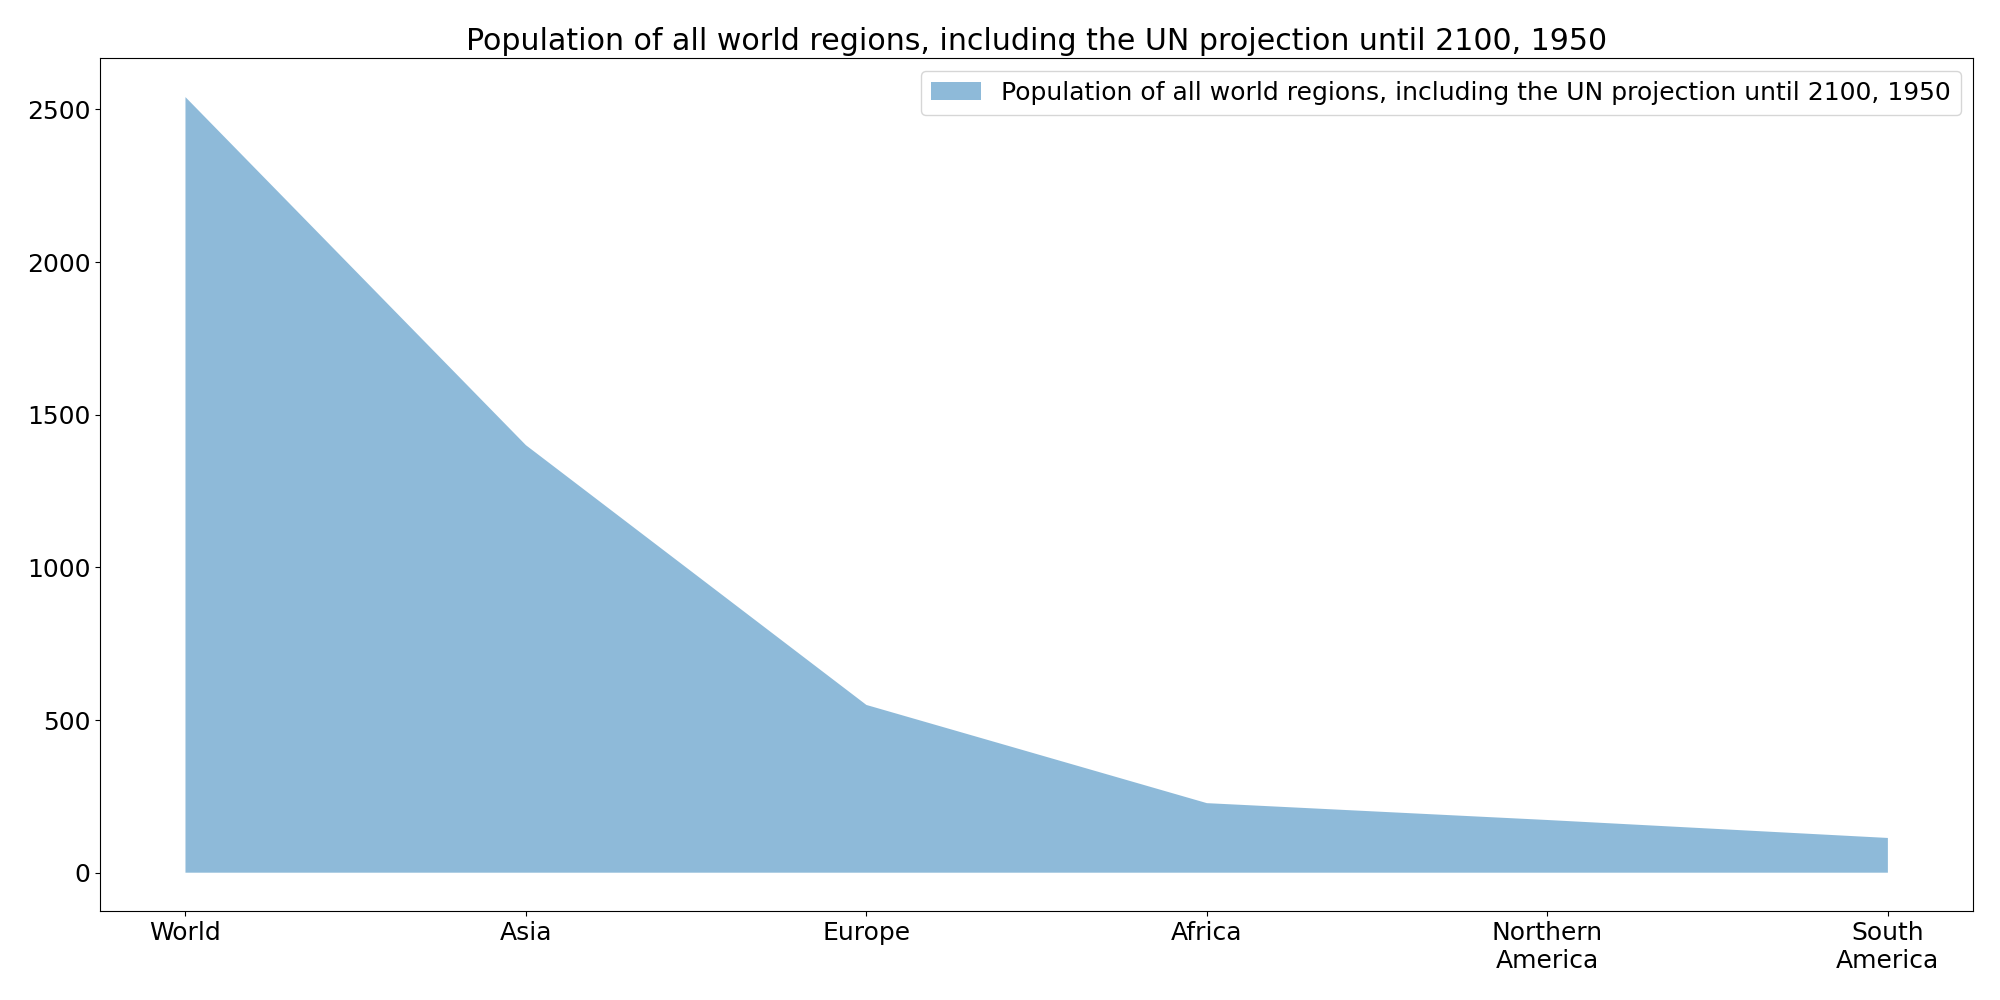 Population of all world regions, including the UN projection until 2100, 1950
Population of all world regions, including the UN projection until 2100, 1950
2500
2000
1500
1000
500
0
World
Asia
Europe
Africa
Northern
America
South
America